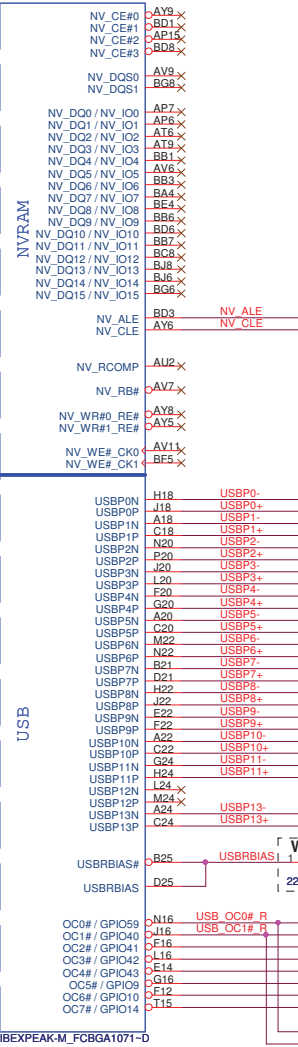 NVRAM
NV_CE#0 AY9
NV_CE#1 BD1
NV_CE#2 AP15
NV_CE#3 BD8
NV_DQS0 AV9
NV_DQS1 BG8
NV_DQ0 / NV_IO0 AP7
NV_DQ1 / NV_IO1 AP6
NV_DQ2 / NV_IO2 AT6
NV_DQ3 / NV_IO3 AT9
NV_DQ4 / NV_IO4 BB1
NV_DQ5 / NV_IO5 AV6
NV_DQ6 / NV_IO6 BB3
NV_DQ7 / NV_IO7 BA4
NV_DQ8 / NV_IO8 BE4
NV_DQ9 / NV_IO9 BB6
NV_DQ10 / NV_IO10 BD6
NV_DQ11 / NV_IO11 BB7
NV_DQ12 / NV_IO12 BC8
NV_DQ13 / NV_IO13 BJ8
NV_DQ14 / NV_IO14 BJ6
NV_DQ15 / NV_IO15 BG6
NV_ALE BD3 NV_ALE
NV_CLE AY6 NV_CLE
NV_RCOMP AU2
NV_RB# AV7
NV_WR#0_RE# AY8
NV_WR#1_RE# AY5
NV_WE#_CK0 AV11
NV_WE#_CK1 BF5
USB
USBP0N H18 USBP0-
USBP0P J18 USBP0+
USBP1N A18 USBP1-
USBP1P C18 USBP1+
USBP2N N20 USBP2-
USBP2P P20 USBP2+
USBP3N J20 USBP3-
USBP3P L20 USBP3+
USBP4N F20 USBP4-
USBP4P G20 USBP4+
USBP5N A20 USBP5-
USBP5P C20 USBP5+
USBP6N M22 USBP6-
USBP6P N22 USBP6+
USBP7N B21 USBP7-
USBP7P D21 USBP7+
USBP8N H22 USBP8-
USBP8P J22 USBP8+
USBP9N E22 USBP9-
USBP9P F22 USBP9+
USBP10N A22 USBP10-
USBP10P C22 USBP10+
USBP11N G24 USBP11-
USBP11P H24 USBP11+
USBP12N L24
USBP12P M24
USBP13N A24 USBP13-
USBP13P C24 USBP13+
USBRBIAS# B25 USBRBIAS 1
USBRBIAS D25 22
OC0# / GPIO59 N16 USB_OC0#_R
OC1# / GPIO40 J16 USB_OC1#_R
OC2# / GPIO41 F16
OC3# / GPIO42 L16
OC4# / GPIO43 E14
OC5# / GPIO9 G16
OC6# / GPIO10 F12
OC7# / GPIO14 T15
IBEXPEAK-M_FCBGA1071~D